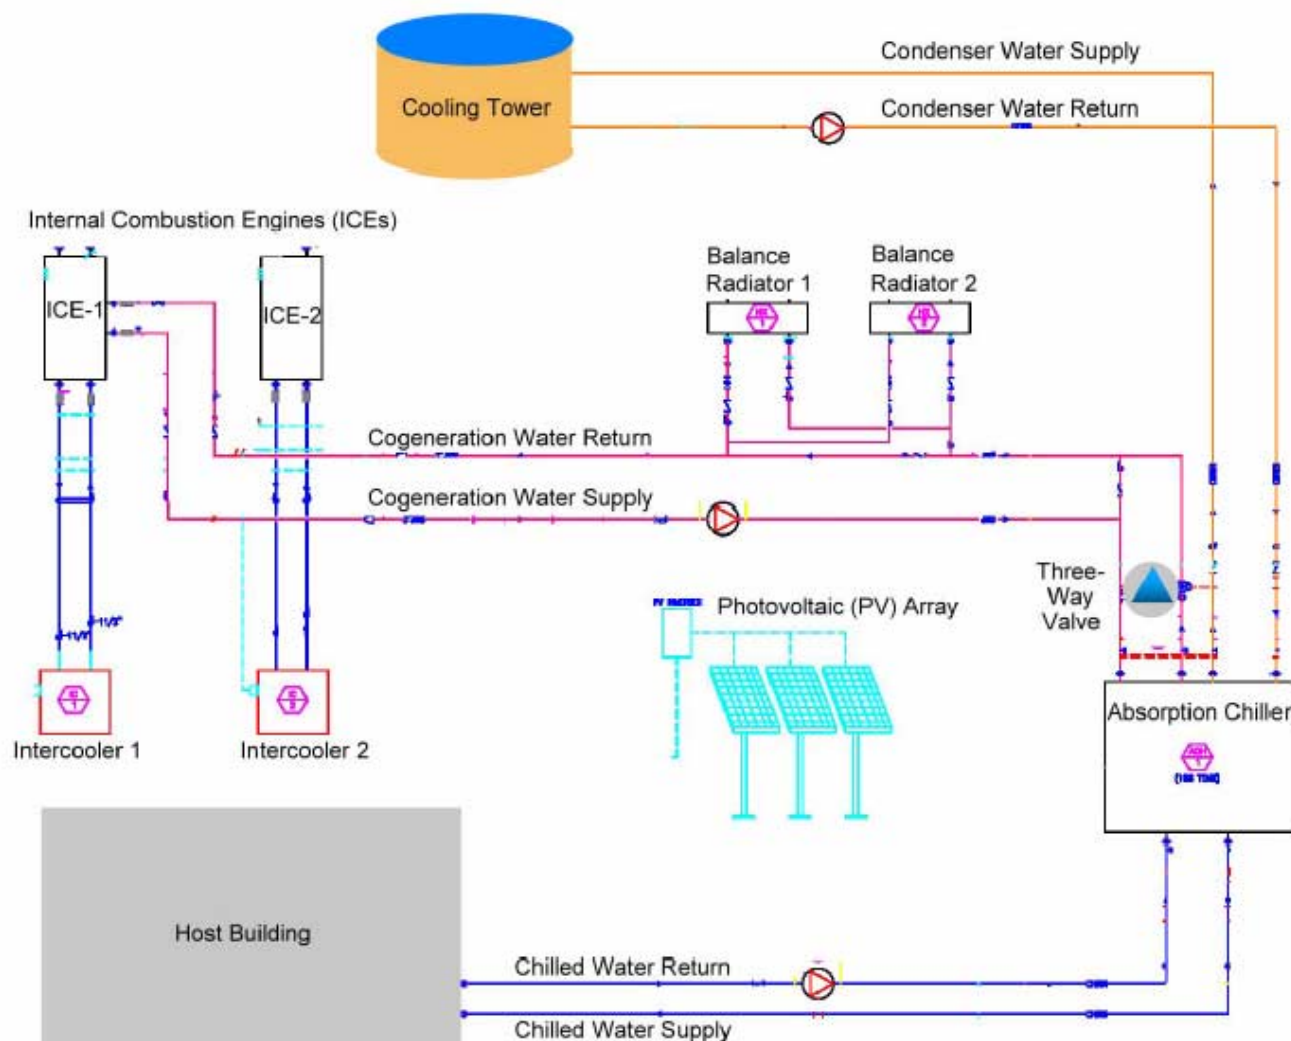 Condenser Water Supply
Cooling Tower
Condenser Water Return
Internal Combustion Engines (ICEs)
Balance
Radiator 1
Balance
Radiator 2
ICE-1
ICE-2
Cogeneration Water Return
Cogeneration Water Supply
Three-
Way
Valve
Photovoltaic (PV) Array
Absorption Chiller
Intercooler 1
Intercooler 2
Host Building
Chilled Water Return
Chilled Water Supply